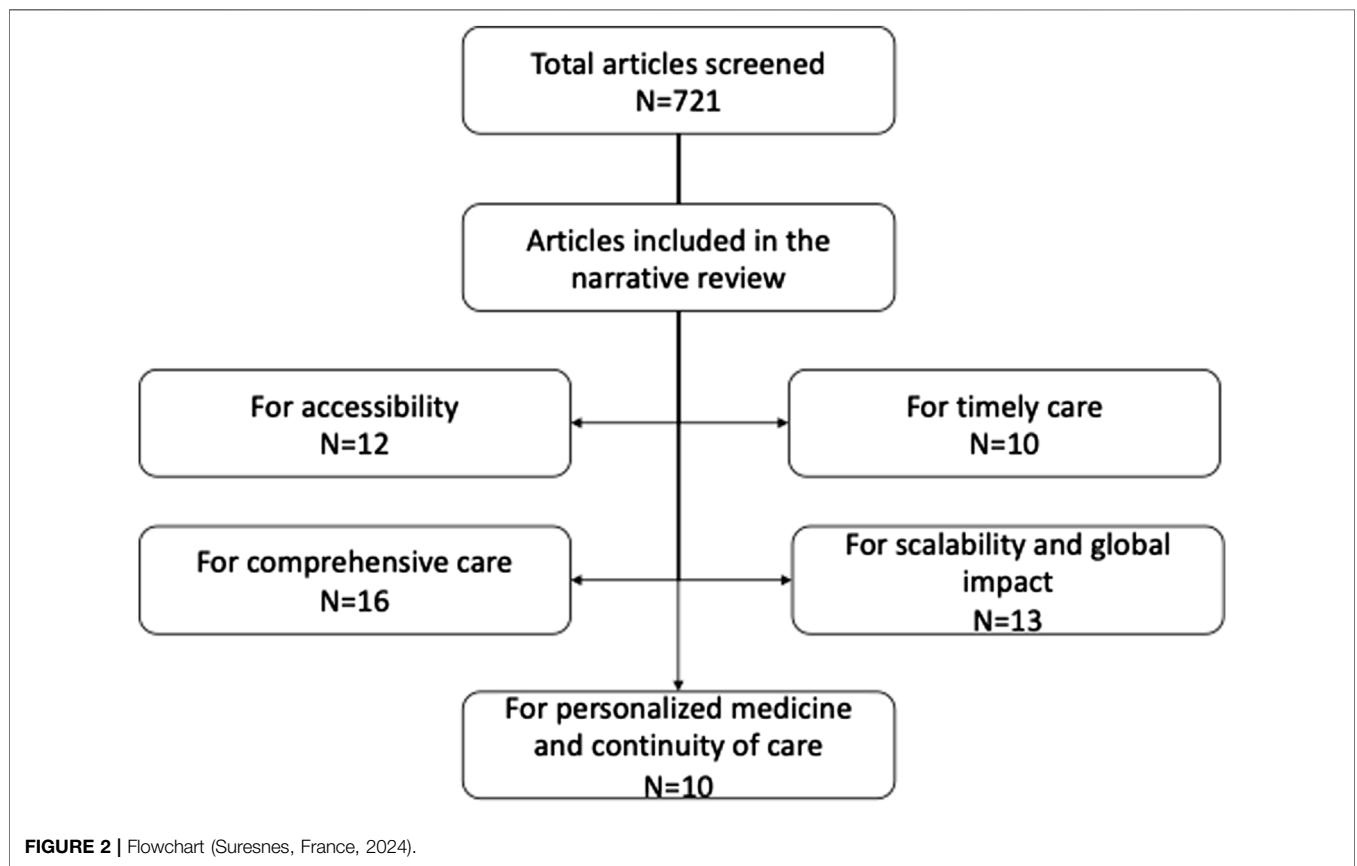 Total articles screened
N=721
Articles included in the
narrative review
For accessibility
N=12
For timely care
N=10
For comprehensive care
N=16
For scalability and global
impact
N=13
For personalized medicine
and continuity of care
N=10
FIGURE 2 | Flowchart (Suresnes, France, 2024).